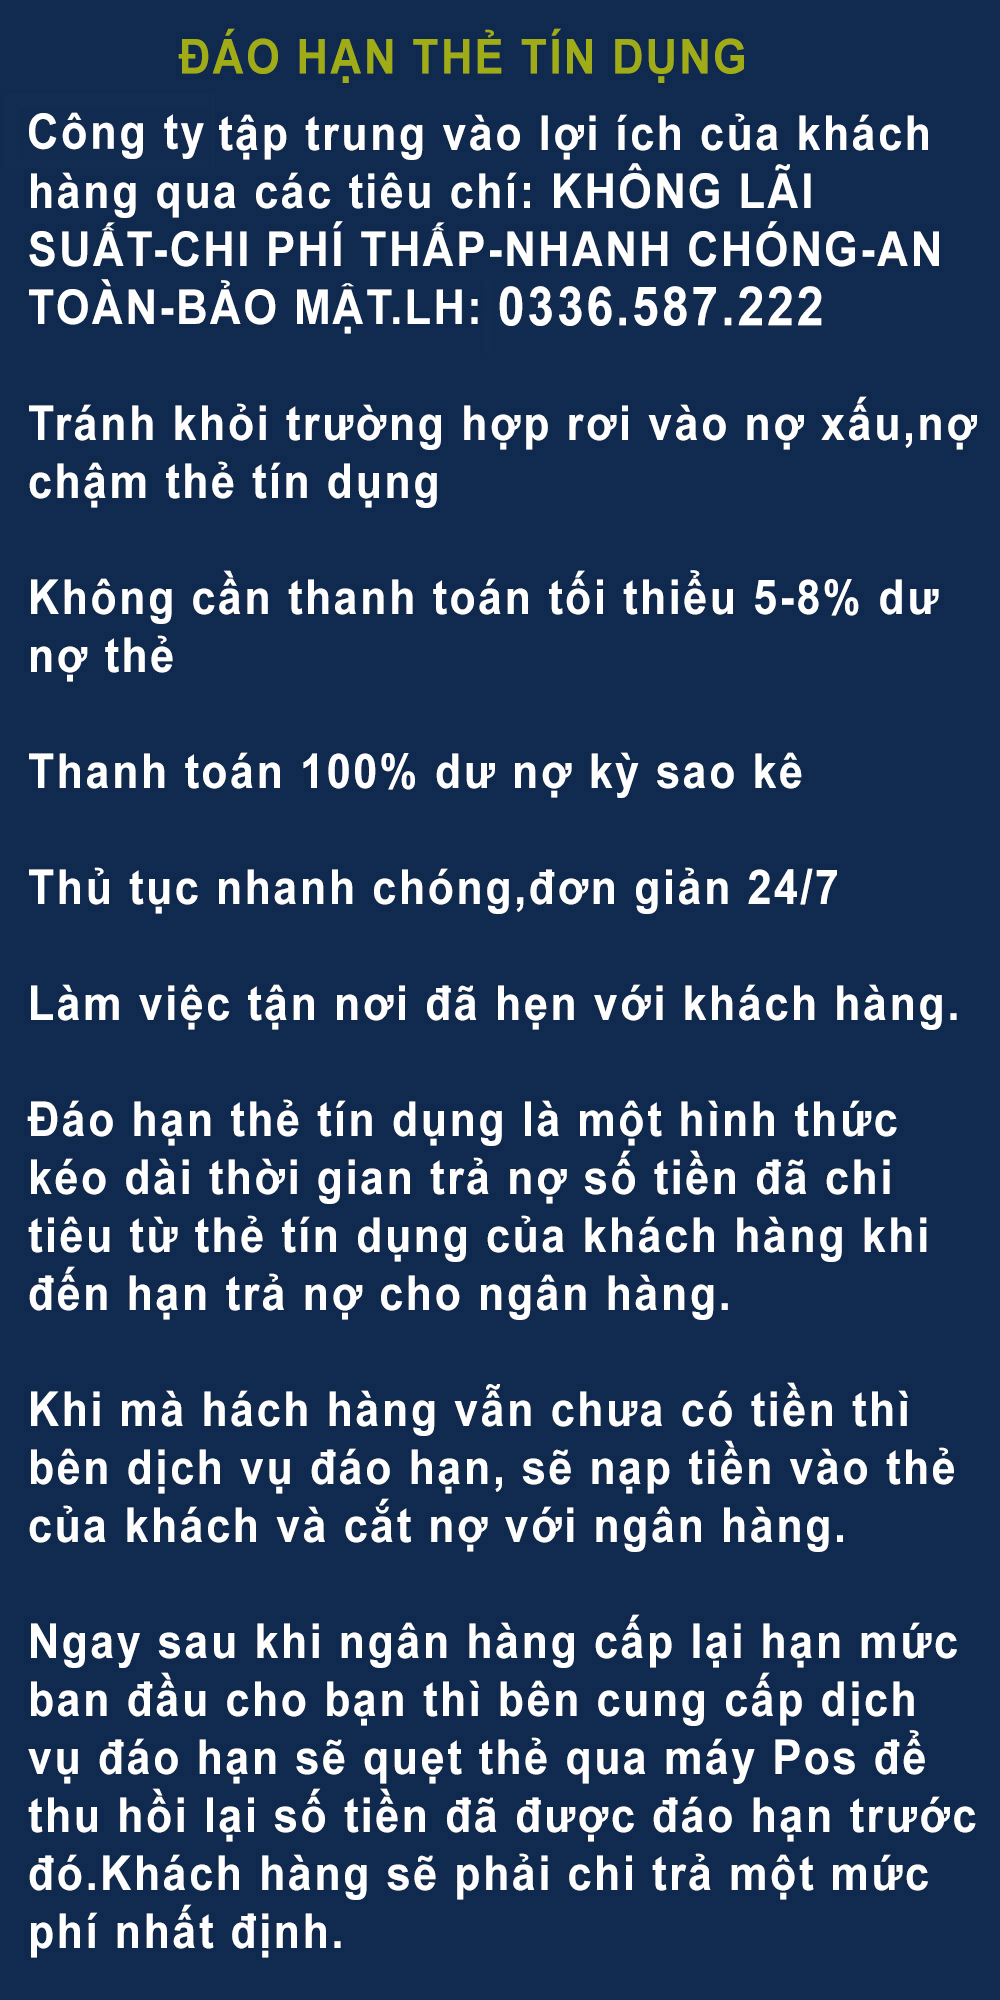 ĐÁO HẠN THẺ TÍN DỤNG
Công ty tập trung vào lợi ích của khách
hàng qua các tiêu chí: KHÔNG LÃI
SUẤT-CHI PHÍ THẤP-NHANH CHÓNG-AN
TOÀN-BẢO MẬT.LH: 0336.587.222
Tránh khỏi trường hợp rơi vào nợ xấu,nợ
chậm thẻ tín dụng
Không cần thanh toán tối thiểu 5-8% dư
nợ thẻ
Thanh toán 100% dư nợ kỳ sao kê
Thủ tục nhanh chóng,đơn giản 24/7
Làm việc tận nơi đã hẹn với khách hàng.
Đáo hạn thẻ tín dụng là một hình thức
kéo dài thời gian trả nợ số tiền đã chi
tiêu từ thẻ tín dụng của khách hàng khi
đến hạn trả nợ cho ngân hàng.
Khi mà hách hàng vẫn chưa có tiền thì
bên dịch vụ đáo hạn, sẽ nạp tiền vào thẻ
của khách và cắt nợ với ngân hàng.
Ngay sau khi ngân hàng cấp lại hạn mức
ban đầu cho bạn thì bên cung cấp dịch
vụ đáo hạn sẽ quẹt thẻ qua máy Pos để
thu hồi lại số tiền đã được đáo hạn trước
đó.Khách hàng sẽ phải chi trả một mức
phí nhất định.